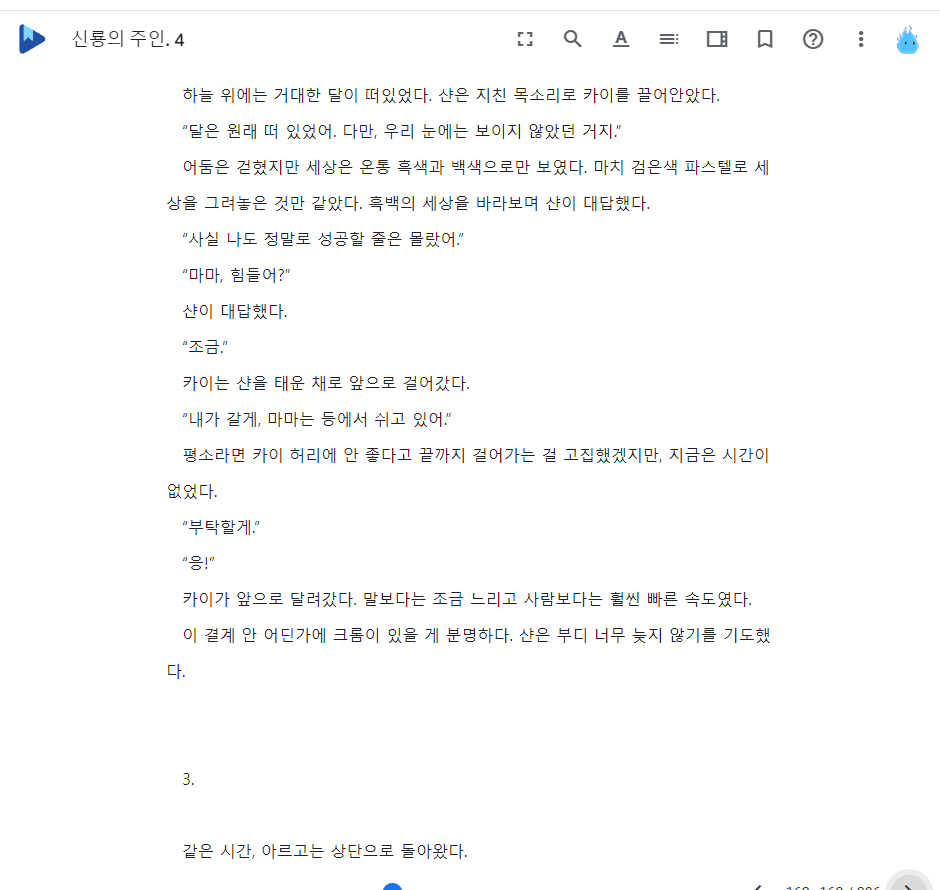 신룡의 주인. 4
하늘 위에는 거대한 달이 떠있었다. 샨은 지친 목소리로 카이를 끌어안았다.
“달은 원래 떠 있었어. 다만, 우리 눈에는 보이지 않았던 거지.”
어둠은 걷혔지만 세상은 온통 흑색과 백색으로만 보였다. 마치 검은색 파스텔로 세
상을 그려놓은 것만 같았다. 흑백의 세상을 바라보며 샨이 대답했다.
“사실 나도 정말로 성공할 줄은 몰랐어.”
“마마, 힘들어?”
샨이 대답했다.
“조금.”
카이는 샨을 태운 채로 앞으로 걸어갔다.
“내가 갈게, 마마는 등에서 쉬고 있어.”
평소라면 카이 허리에 안 좋다고 끝까지 걸어가는 걸 고집했겠지만, 지금은 시간이
없었다.
“부탁할게.”
“응!”
카이가 앞으로 달려갔다. 말보다는 조금 느리고 사람보다는 훨씬 빠른 속도였다.
이 결계 안 어딘가에 크롬이 있을 게 분명하다. 샨은 부디 너무 늦지 않기를 기도했
다.
3.
같은 시간, 아르고는 상단으로 돌아왔다.